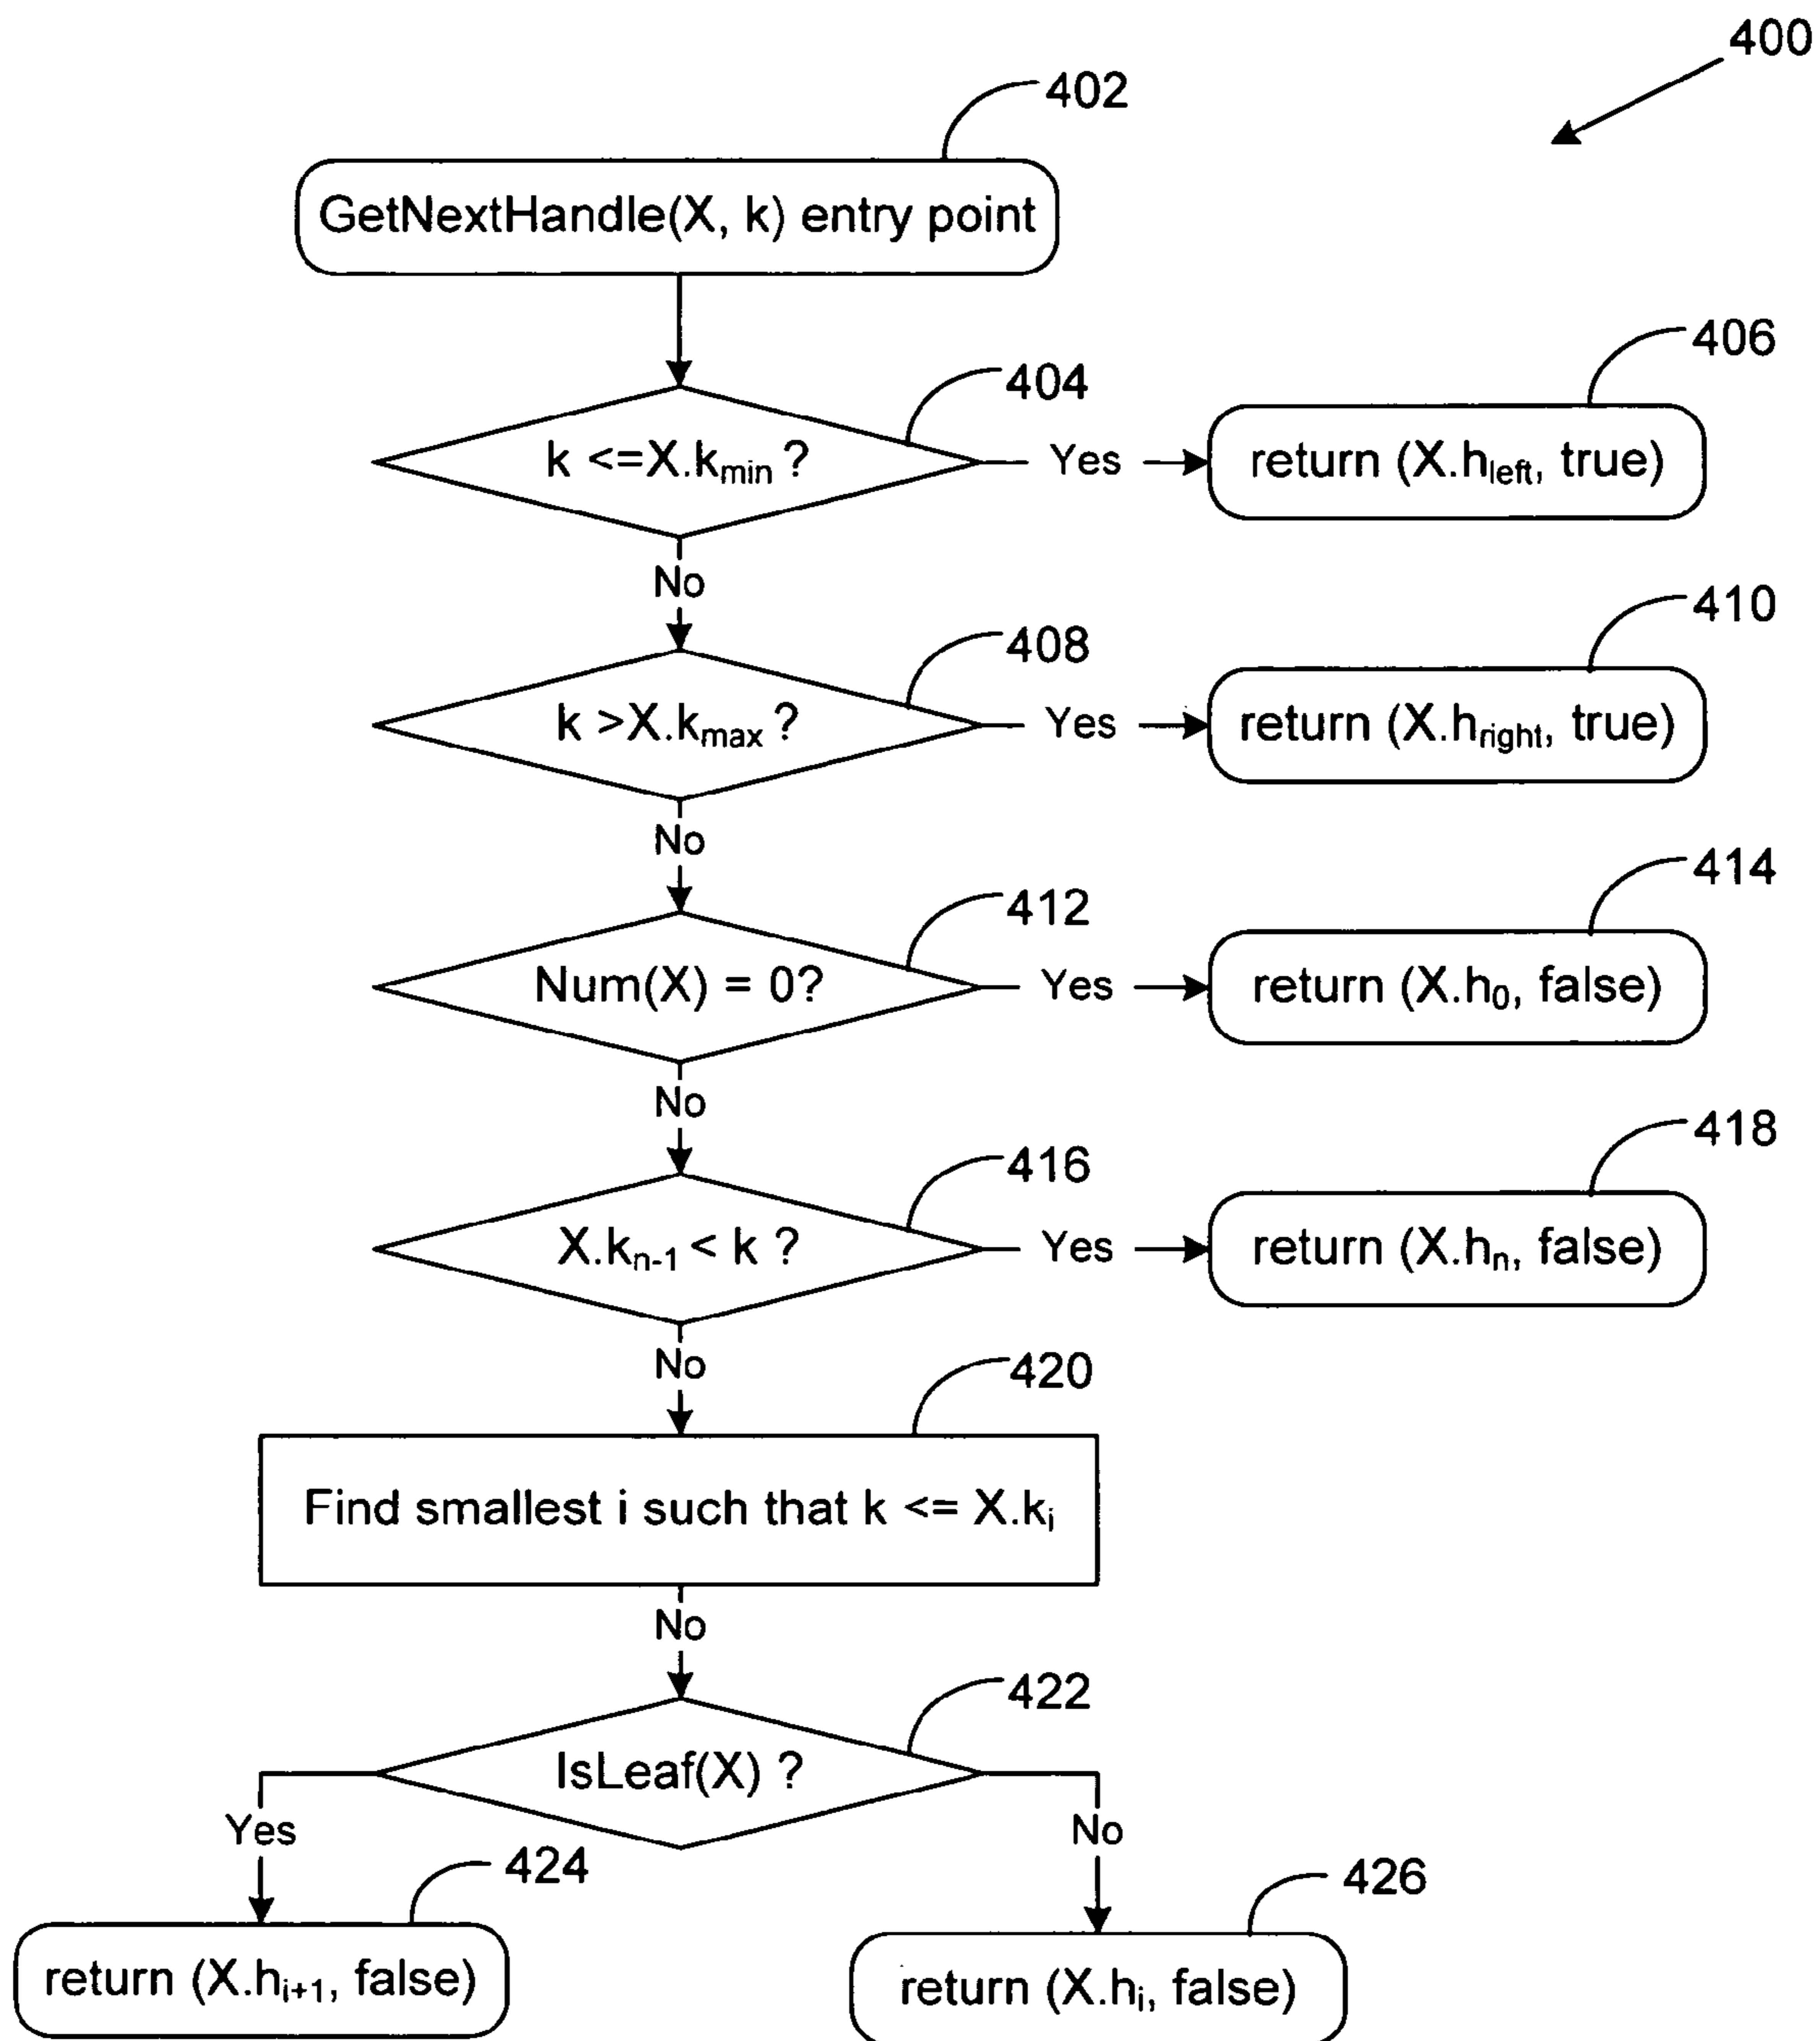 400
402
GetNextHandle(X, k) entry point
404
406
k <=X.kmin ?
Yes
return (X.hleft, true)
No
408
410
k >X.kmax ?
Yes
return (X.hright, true)
No
412
414
Num(X) = 0?
Yes
return (X.h0, false)
No
416
418
X.kn-1 < k ?
Yes
return (X.hn, false)
No
420
Find smallest i such that k <= X.ki
No
422
IsLeaf(X) ?
Yes
No
424
426
return (X.hi+1, false)
return (X.hi, false)